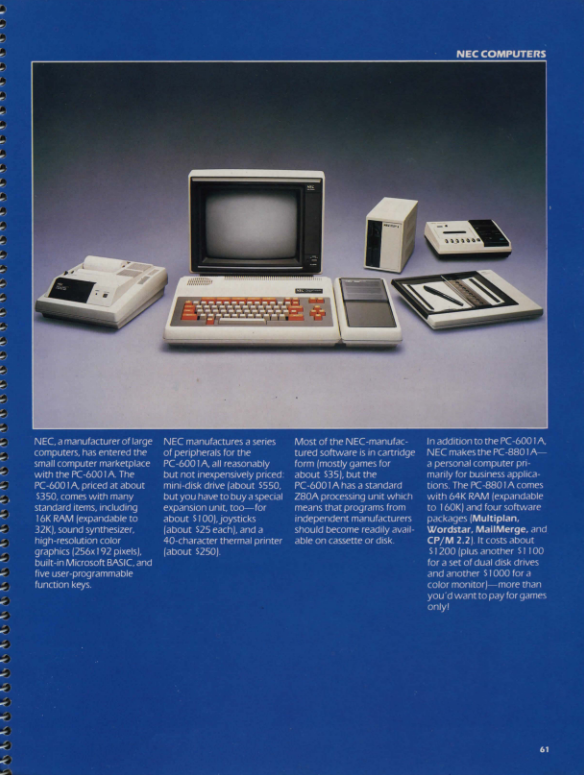 NEC COMPUTERS
NEC, a manufacturer of large
computers, has entered the
small computer marketplace
with the PC-6001A. The
PC-6001A, priced at about
$350, comes with many
standard items, including
16K RAM (expandable to
32K), sound synthesizer,
high-resolution color
graphics (256x192 pixels),
built-in Microsoft BASIC, and
five user-programmable
function keys.
NEC manufactures a series
of peripherals for the
PC-6001A, all reasonably
but not inexpensively priced:
mini-disk drive (about $550,
but you have to buy a special
expansion unit, too—for
about $100), joysticks
(about $25 each), and a
40-character thermal printer
(about $250).
Most of the NEC-manufac-
tured software is in cartridge
form (mostly games for
about $35), but the
PC-6001A has a standard
Z80A processing unit which
means that programs from
independent manufacturers
should become readily avail-
able on cassette or disk.
In addition to the PC-6001A,
NEC makes the PC-8801A—
a personal computer pri-
marily for business applica-
tions. The PC-8801A comes
with 64K RAM (expandable
to 160K) and four software
packages (Multiplan,
Wordstar, MailMerge, and
CP/M 2.2). It costs about
$1200 (plus another $1100
for a set of dual disk drives
and another $1000 for a
color monitor)—more than
you'd want to pay for games
only!
61